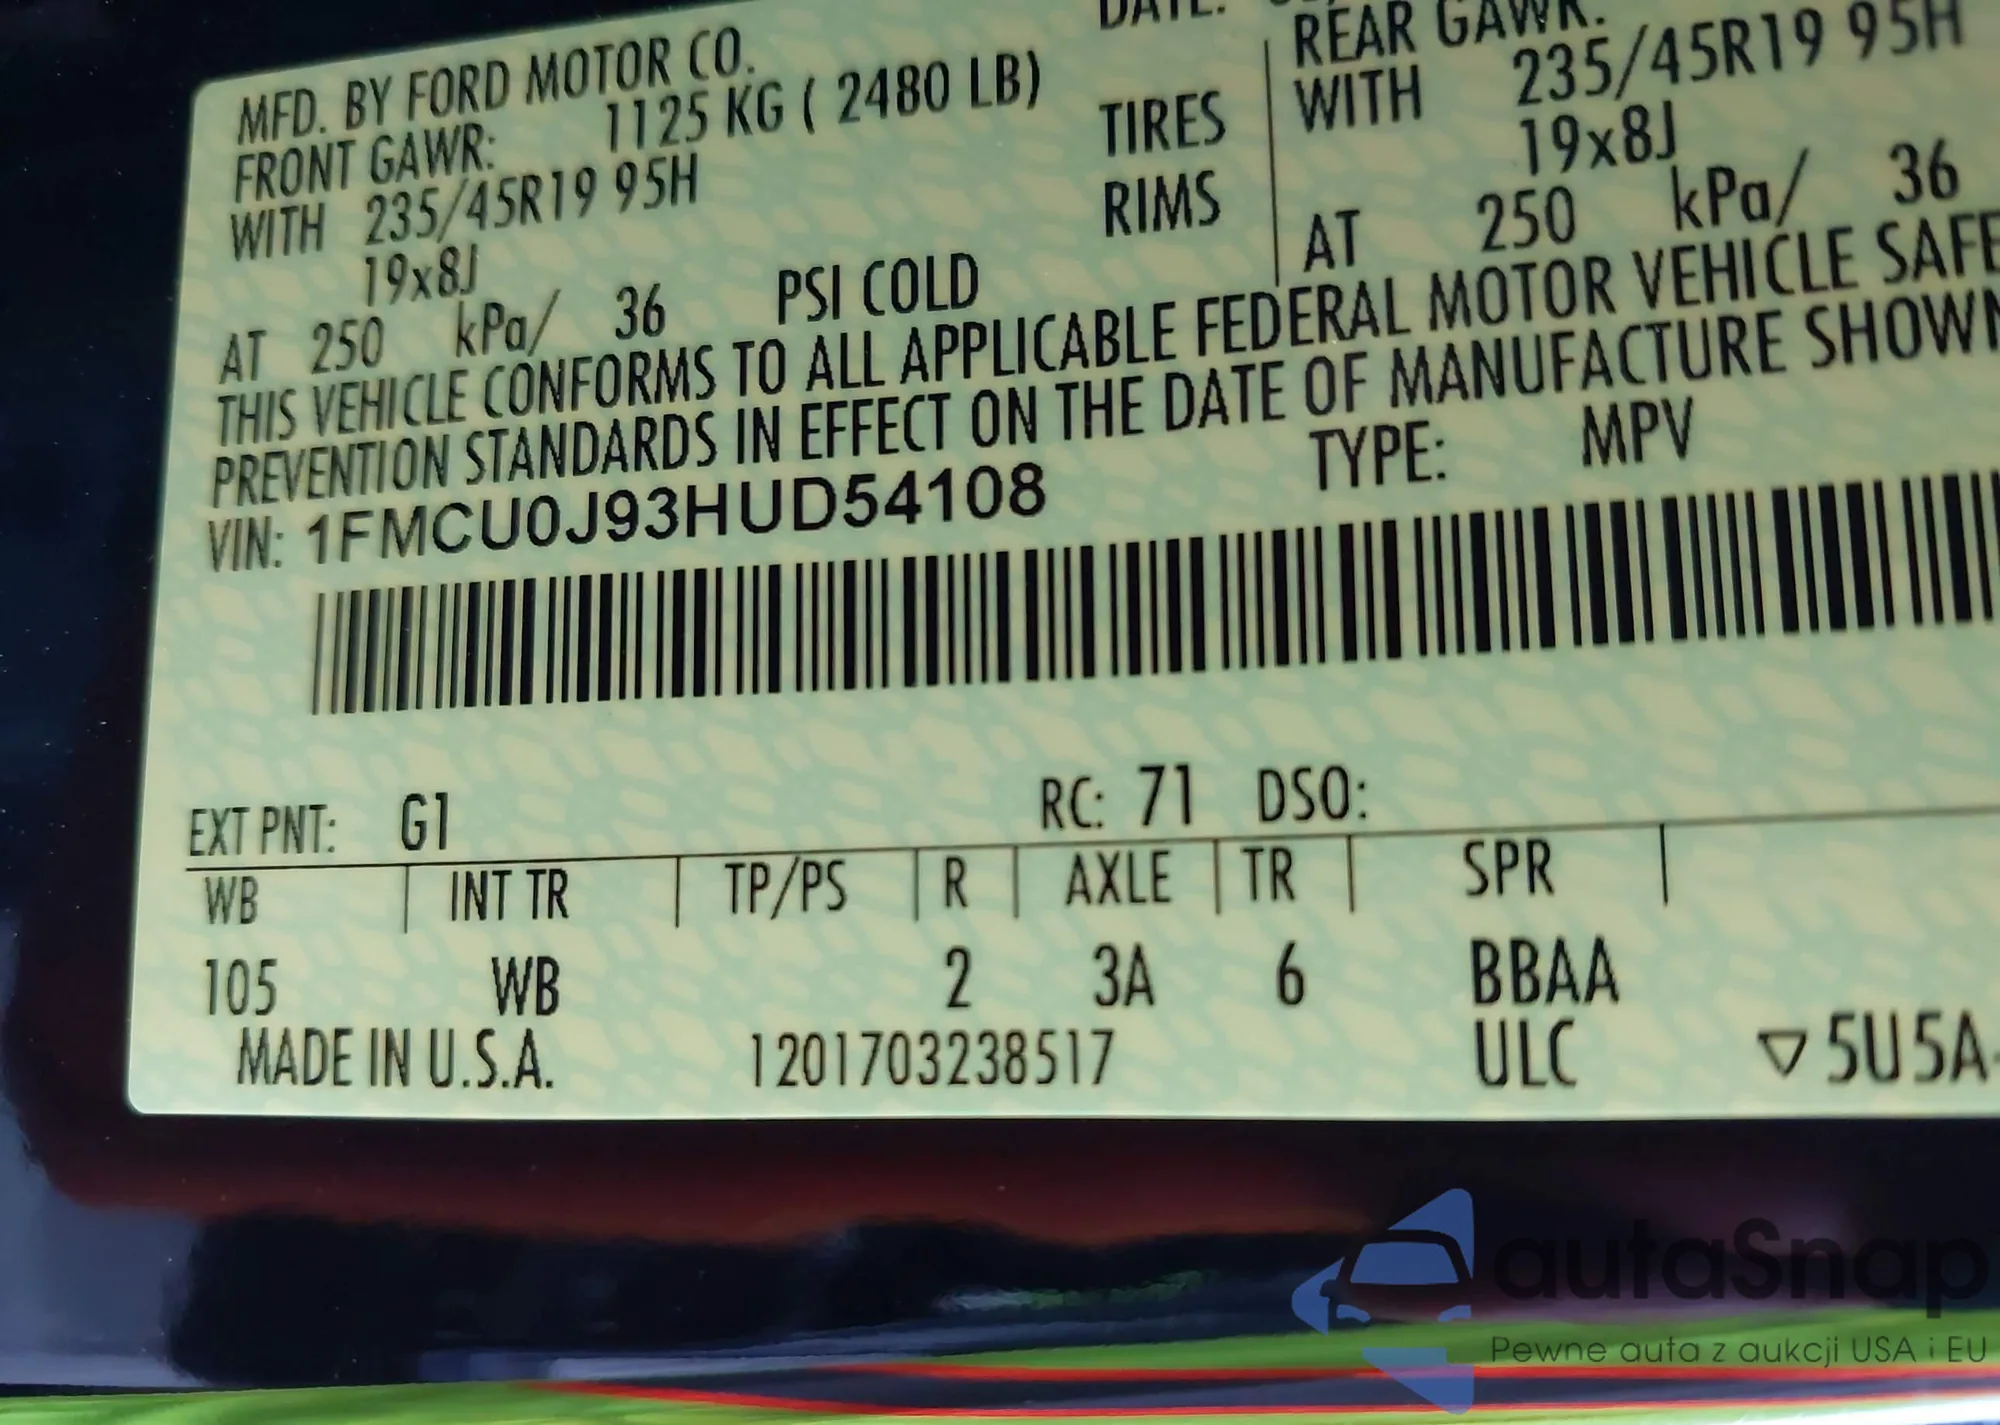 DATE:
MFD. BY FORD MOTOR CO.
FRONT GAWR: 1125 KG ( 2480 LB)
WITH 235/45R19 95H TIRES
19x8J RIMS
AT 250 kPa/ 36 PSI COLD
REAR GAWR:
WITH 235/45R19 95H
19x8J
AT 250 kPa/ 36
THIS VEHICLE CONFORMS TO ALL APPLICABLE FEDERAL MOTOR VEHICLE SAFE
PREVENTION STANDARDS IN EFFECT ON THE DATE OF MANUFACTURE SHOWN
VIN: 1FMCU0J93HUD54108 TYPE: MPV
EXT PNT: G1 RC: 71 DSO:
WB | INT TR | TP/PS | R | AXLE | TR | SPR |
105 WB 2 3A 6 BBAA
MADE IN U.S.A. 1201703238517 ULC ▽ 5U5A-
autaSnap
Pewne auta z aukcji USA i EU